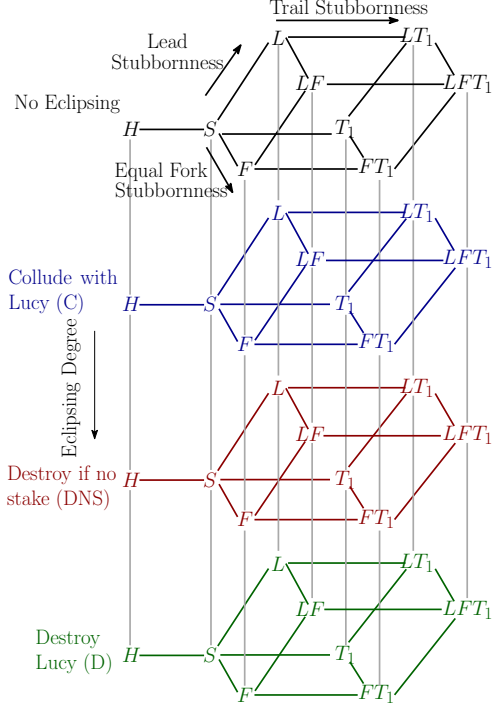 Trail Stubbornness
Lead
Stubbornness
L LT₁
LF LFT₁
No Eclipsing
H S T₁
Equal Fork
Stubbornness
F FT₁
L LT₁
LF LFT₁
Collude with
Lucy (C)
H S T₁
F FT₁
Eclipsing Degree
L LT₁
LF LFT₁
Destroy if no
stake (DNS)
H S T₁
F FT₁
L LT₁
LF LFT₁
Destroy
Lucy (D)
H S T₁
F FT₁